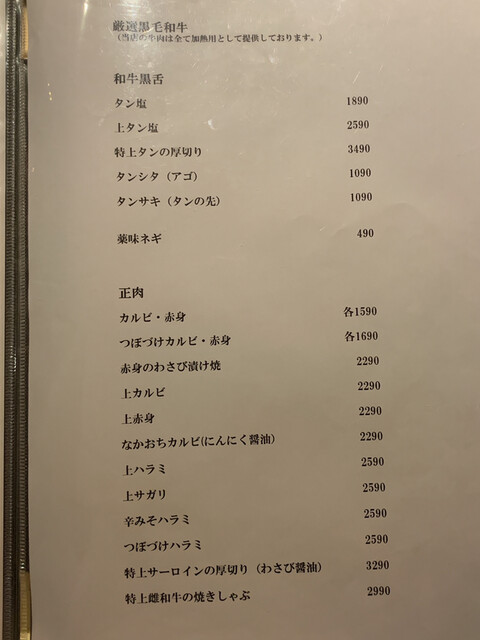 厳選黒毛和牛
(当店の牛肉は全て加熱用として提供しております。)
和牛黒舌
タン塩 1890
上タン塩 2590
特上タンの厚切り 3490
タンシタ（アゴ） 1090
タンサキ（タンの先） 1090
薬味ネギ 490
正肉
カルビ・赤身 各1590
つぼづけカルビ・赤身 各1690
赤身のわさび漬け焼 2290
上カルビ 2290
上赤身 2290
なかおちカルビ(にんにく醤油） 2290
上ハラミ 2590
上サガリ 2590
辛みそハラミ 2590
つぼづけハラミ 2590
特上サーロインの厚切り（わさび醤油） 3290
特上雌和牛の焼きしゃぶ 2990